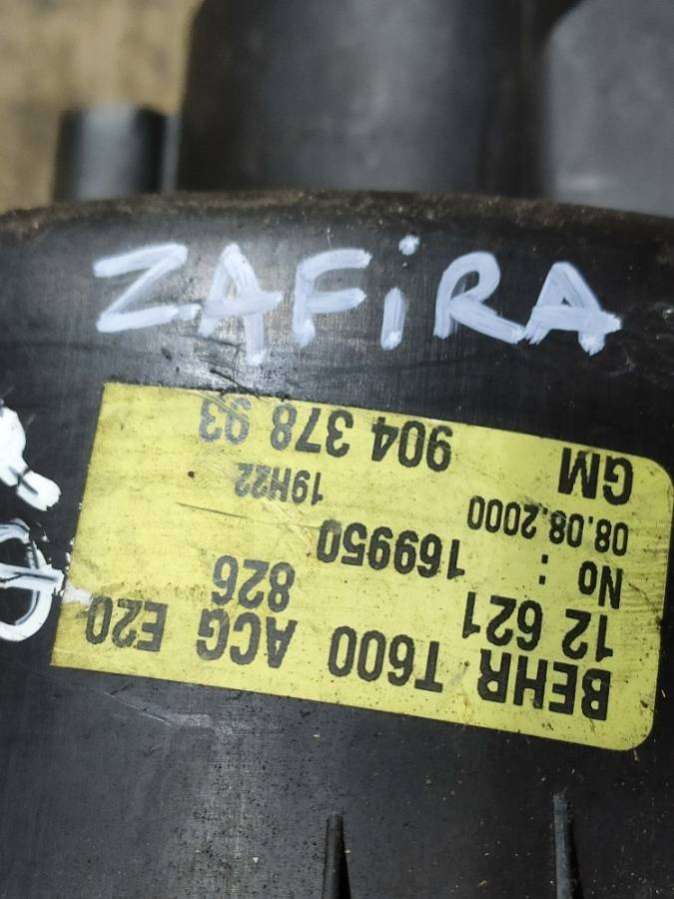 ZAFiRA
BEHR T600 ACG E20
12 621 826
No : 169950
08.08.2000 19H22
GM 904 378 93